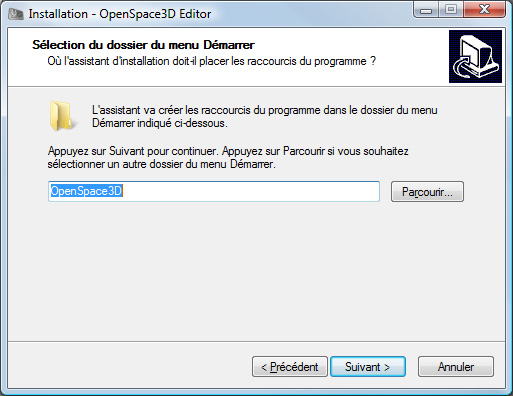 Installation - OpenSpace3D Editor
Sélection du dossier du menu Démarrer
Où l'assistant d'installation doit-il placer les raccourcis du programme ?
L'assistant va créer les raccourcis du programme dans le dossier du menu
Démarrer indiqué ci-dessous.
Appuyez sur Suivant pour continuer. Appuyez sur Parcourir si vous souhaitez
sélectionner un autre dossier du menu Démarrer.
OpenSpace3D
Parcourir...
< Précédent
Suivant >
Annuler